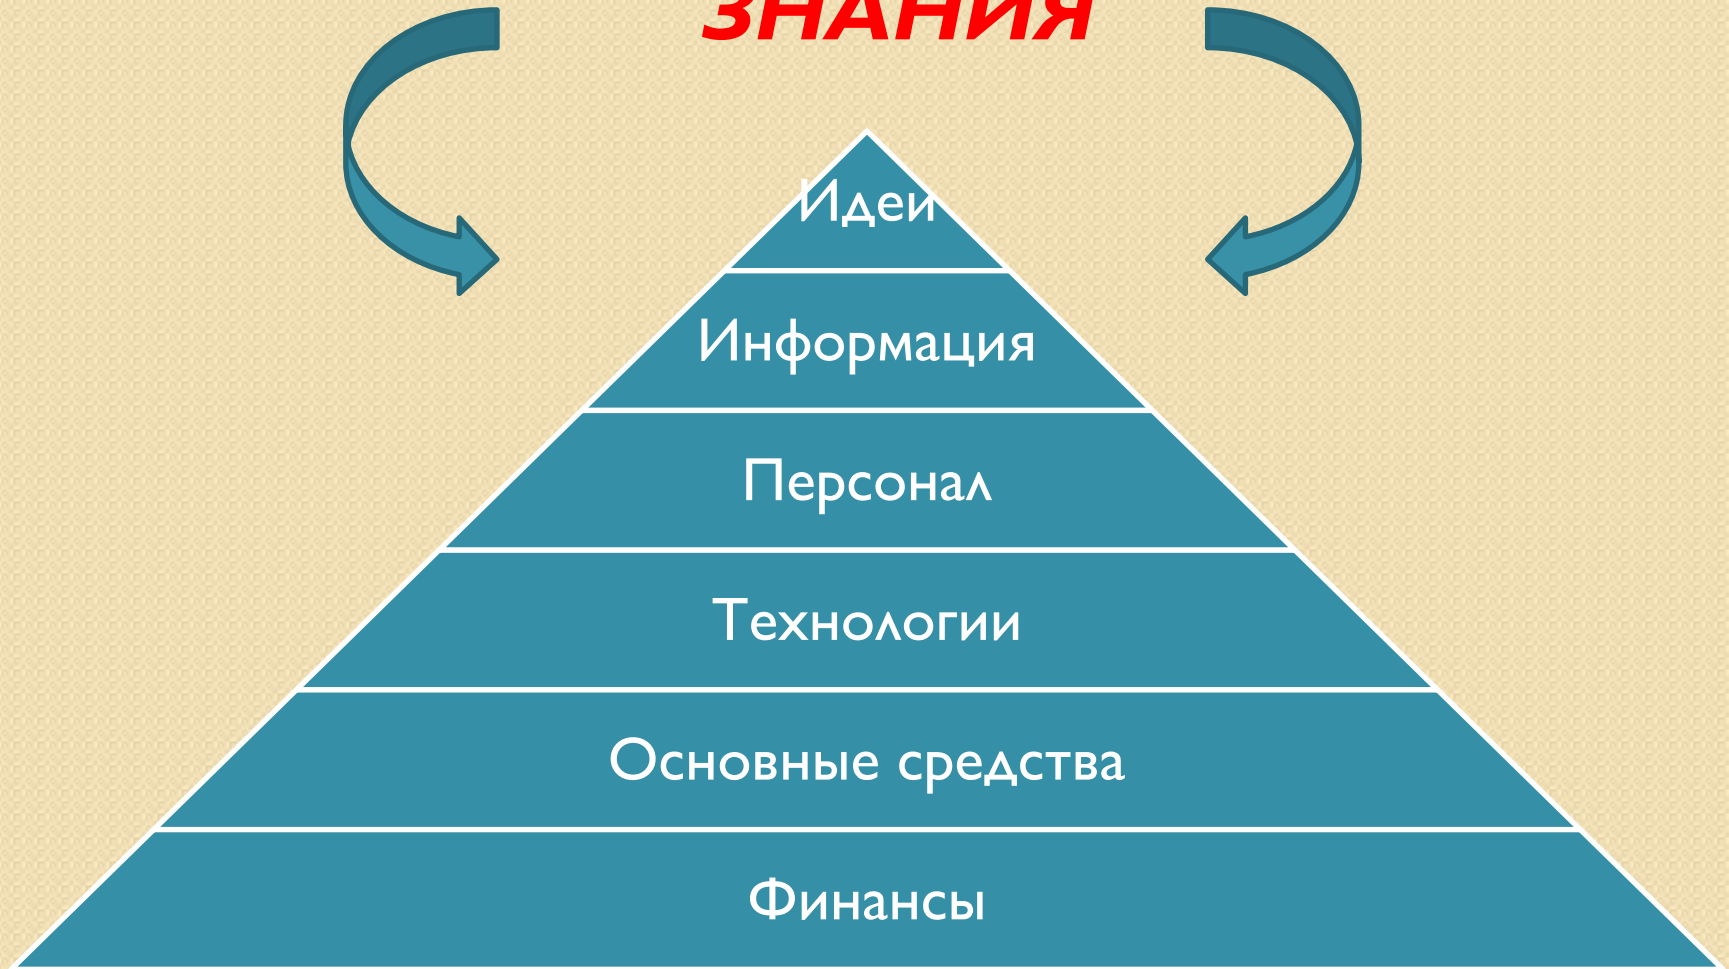 ЗНАНИЯ
Идеи
Информация
Персонал
Технологии
Основные средства
Финансы